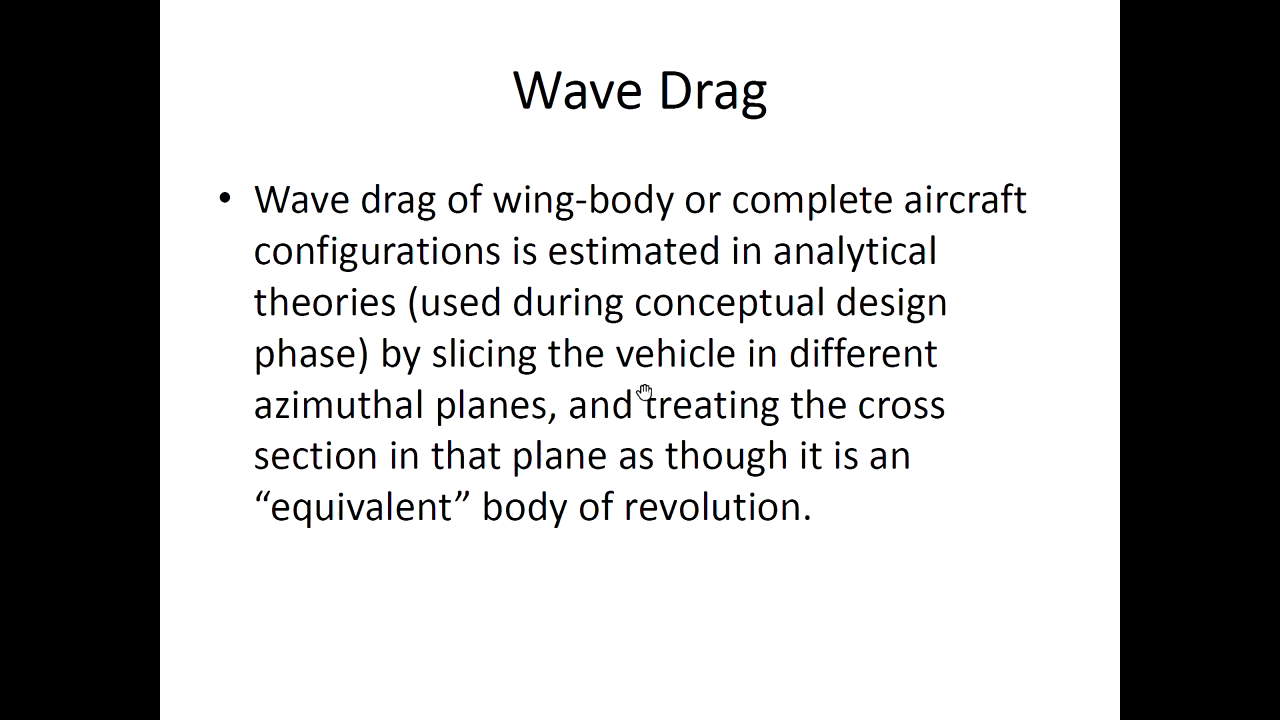 Wave Drag
• Wave drag of wing-body or complete aircraft
configurations is estimated in analytical
theories (used during conceptual design
phase) by slicing the vehicle in different
azimuthal planes, and treating the cross
section in that plane as though it is an
“equivalent” body of revolution.